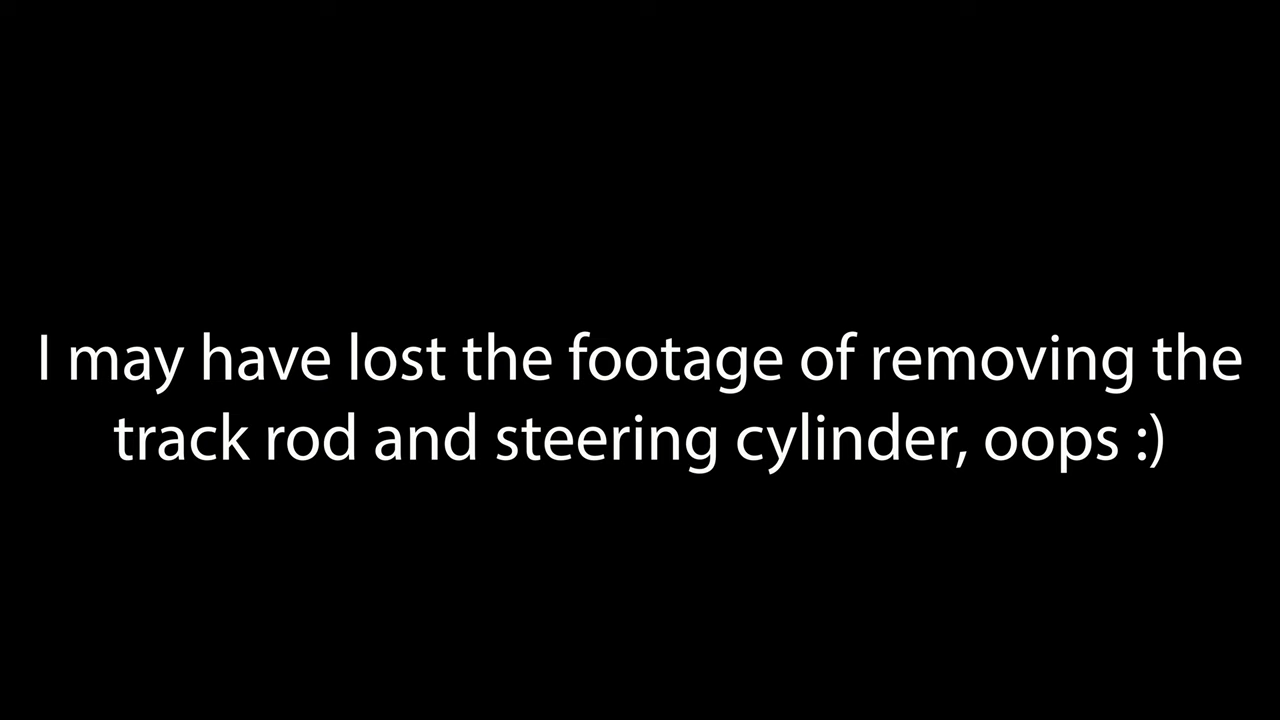 I may have lost the footage of removing the
track rod and steering cylinder, oops :)